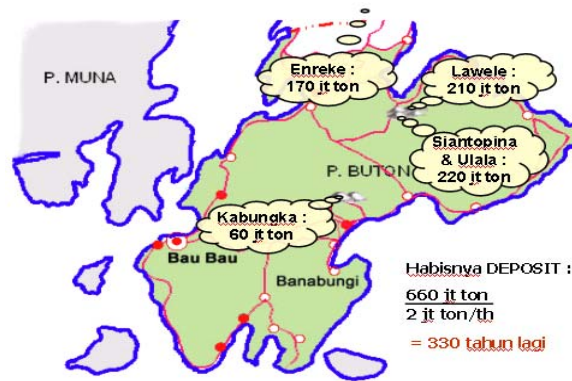 P. MUNA
Enreke :
170 jt ton
Lawele :
210 jt ton
Siantopina
& Ulala :
220 jt ton
P. BUTON
Kabungka :
60 jt ton
Bau Bau
Banabungi
Habisnya DEPOSIT :
660 jt ton
2 jt ton/th
= 330 tahun lagi